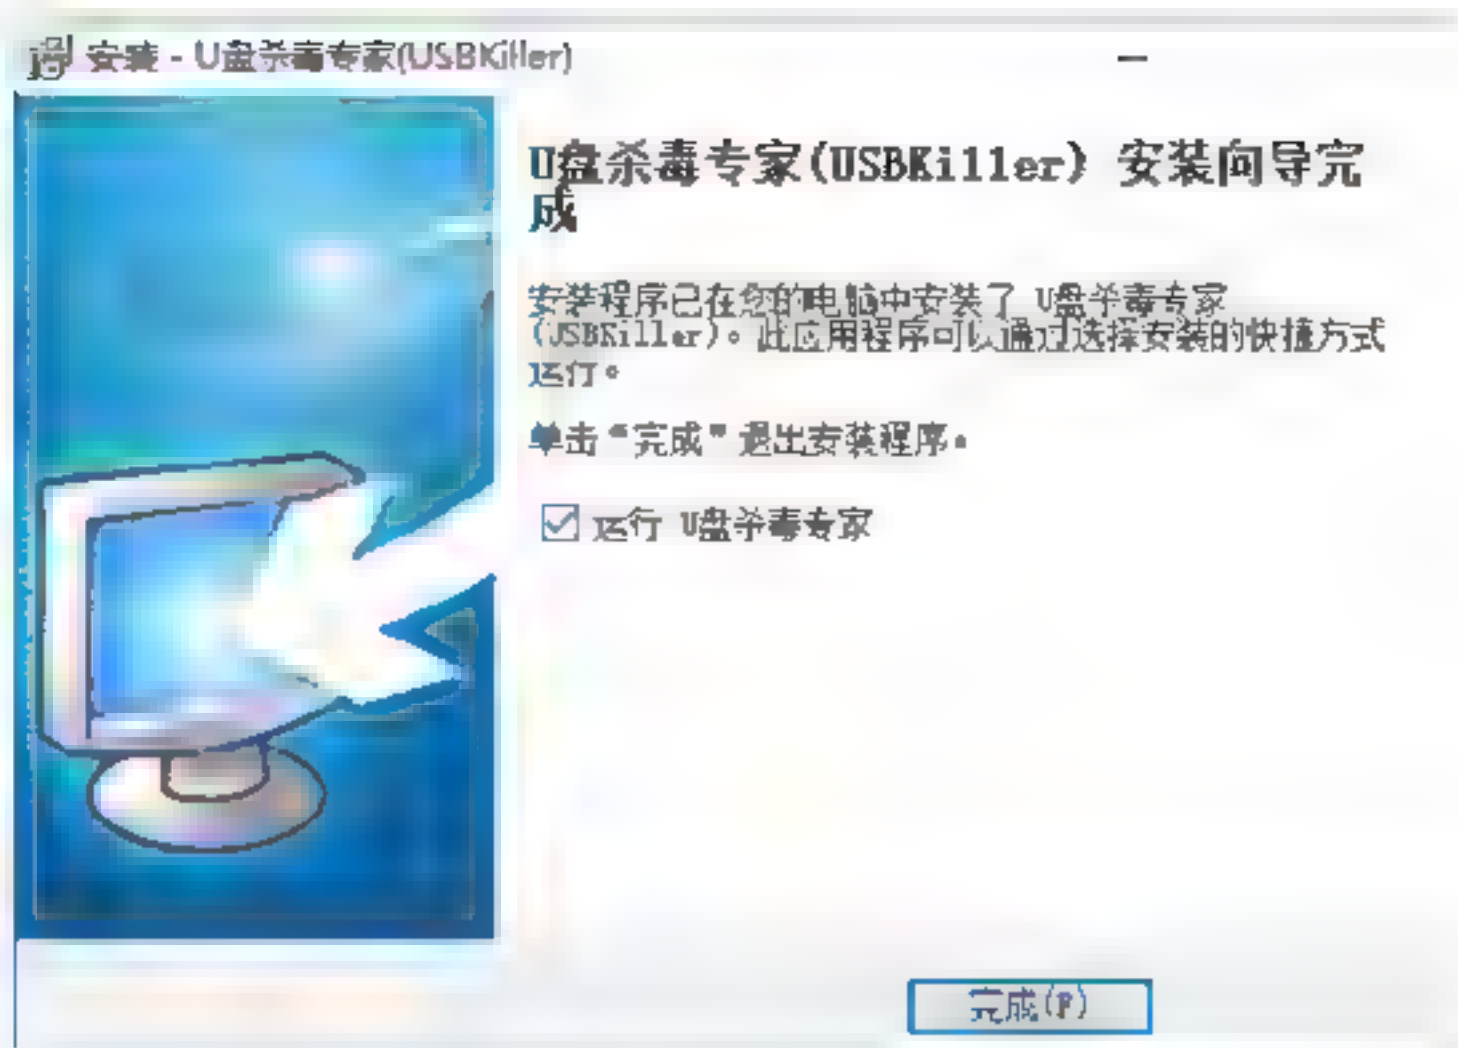 安装 - U盘杀毒专家(USBKiller)
U盘杀毒专家(USBKiller) 安装向导完
成
安装程序已在您的电脑中安装了 U盘杀毒专家
(USBKiller)。此应用程序可以通过选择安装的快捷方式
运行。
单击“完成”退出安装程序。
运行 U盘杀毒专家
完成(F)